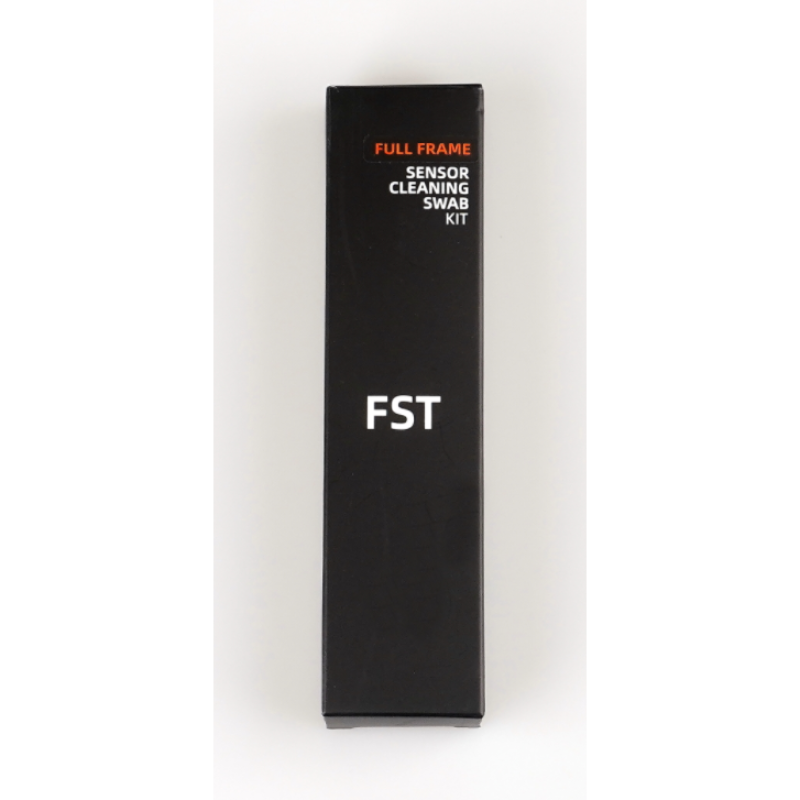 FULL FRAME
SENSOR
CLEANING
SWAB
KIT
FST